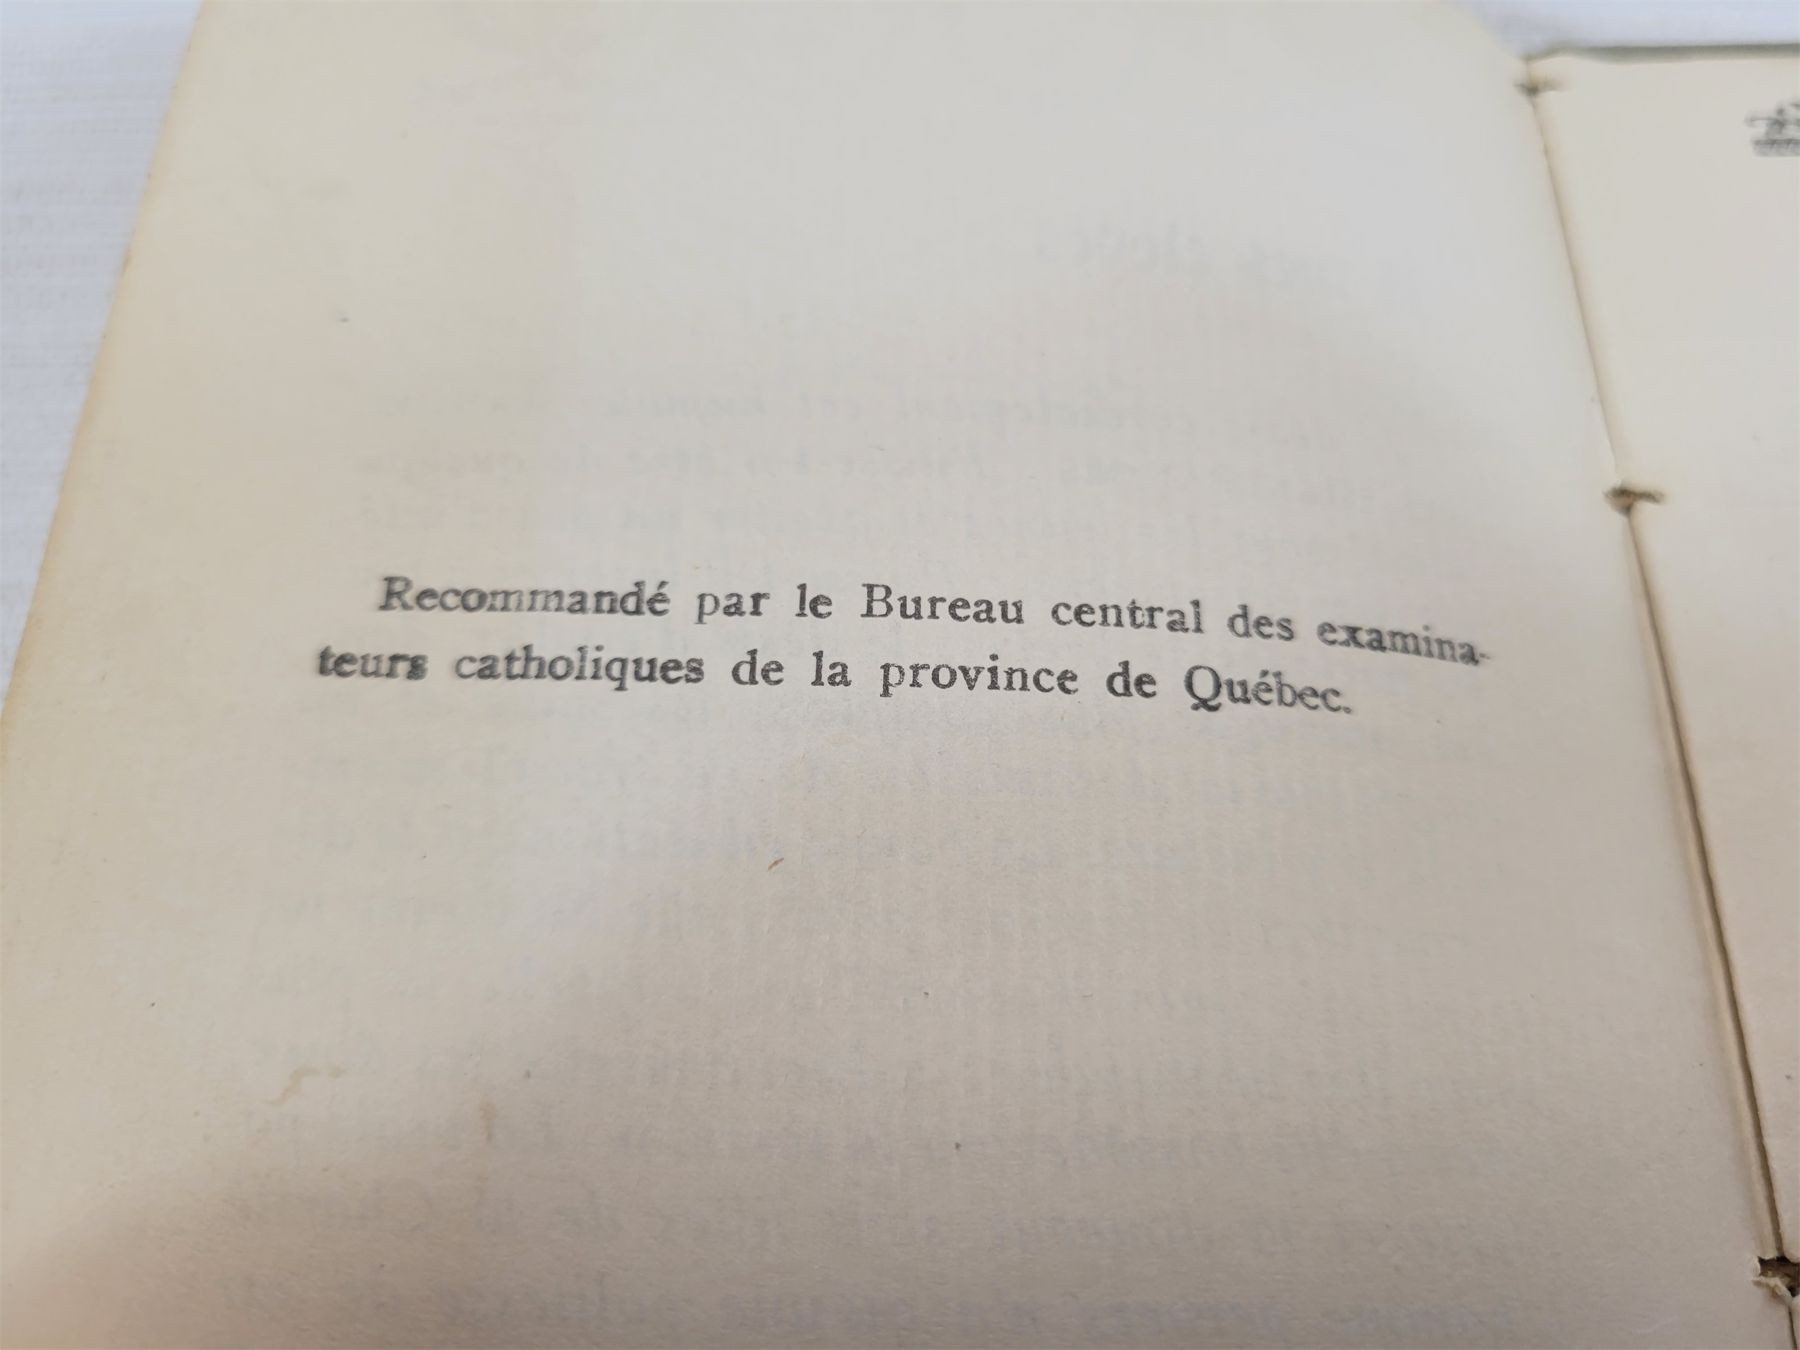 Recommandé par le Bureau central des examina-
teurs catholiques de la province de Québec.